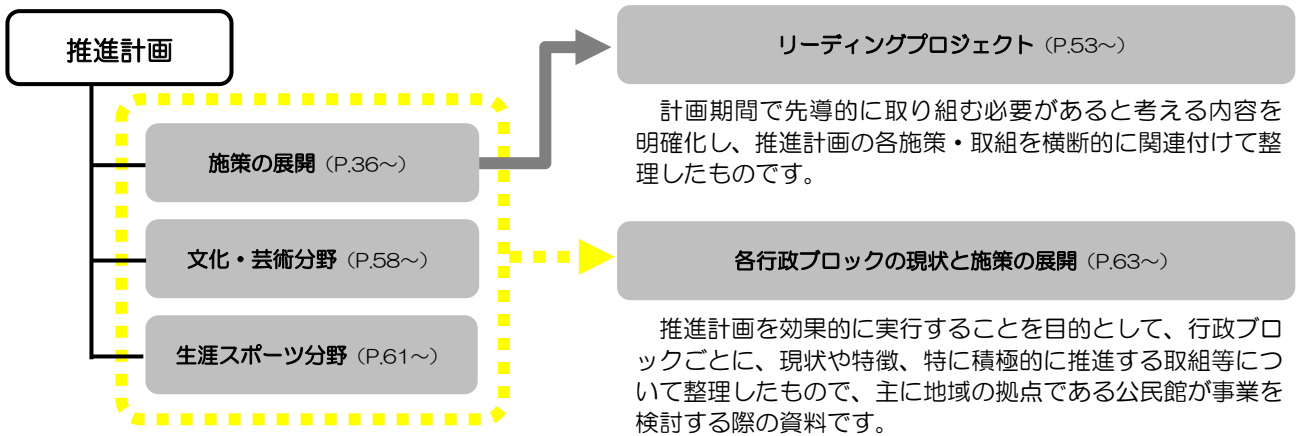 推進計画
施策の展開（P.36～）
文化・芸術分野（P.58～）
生涯スポーツ分野（P.61～）
リーディングプロジェクト（P.53～）
計画期間で先導的に取り組む必要があると考える内容を
明確化し、推進計画の各施策・取組を横断的に関連付けて整
理したものです。
各行政ブロックの現状と施策の展開（P.63～）
推進計画を効果的に実行することを目的として、行政ブロ
ックごとに、現状や特徴、特に積極的に推進する取組等につ
いて整理したもので、主に地域の拠点である公民館が事業を
検討する際の資料です。